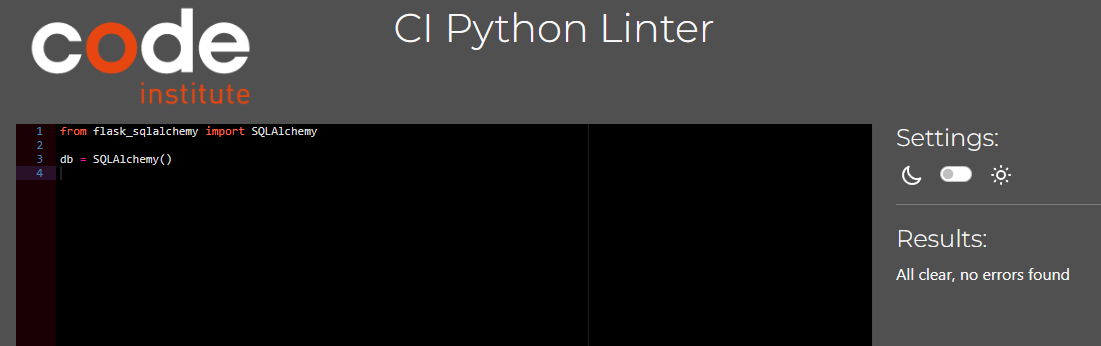 code
institute
CI Python Linter
1 from flask_sqlalchemy import SQLAlchemy
2
3 db = SQLAlchemy()
4
Settings:
Results:
All clear, no errors found